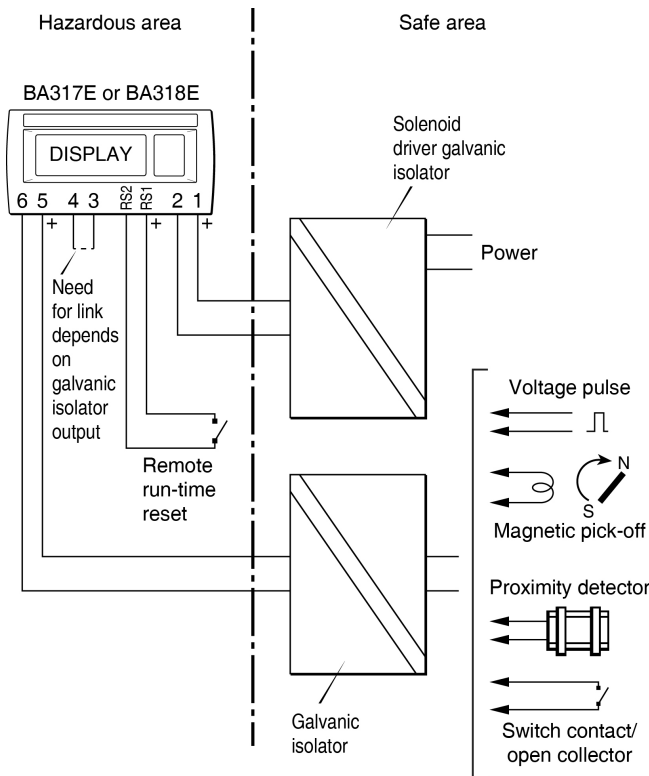 Hazardous area
Safe area
BA317E or BA318E
DISPLAY
6 5 4 3 RS2 RS1 2 1
+ + +
Need
for link
depends
on
galvanic
isolator
output
Remote
run-time
reset
Solenoid
driver galvanic
isolator
Power
Galvanic
isolator
Voltage pulse
N
S
Magnetic pick-off
Proximity detector
Switch contact/
open collector